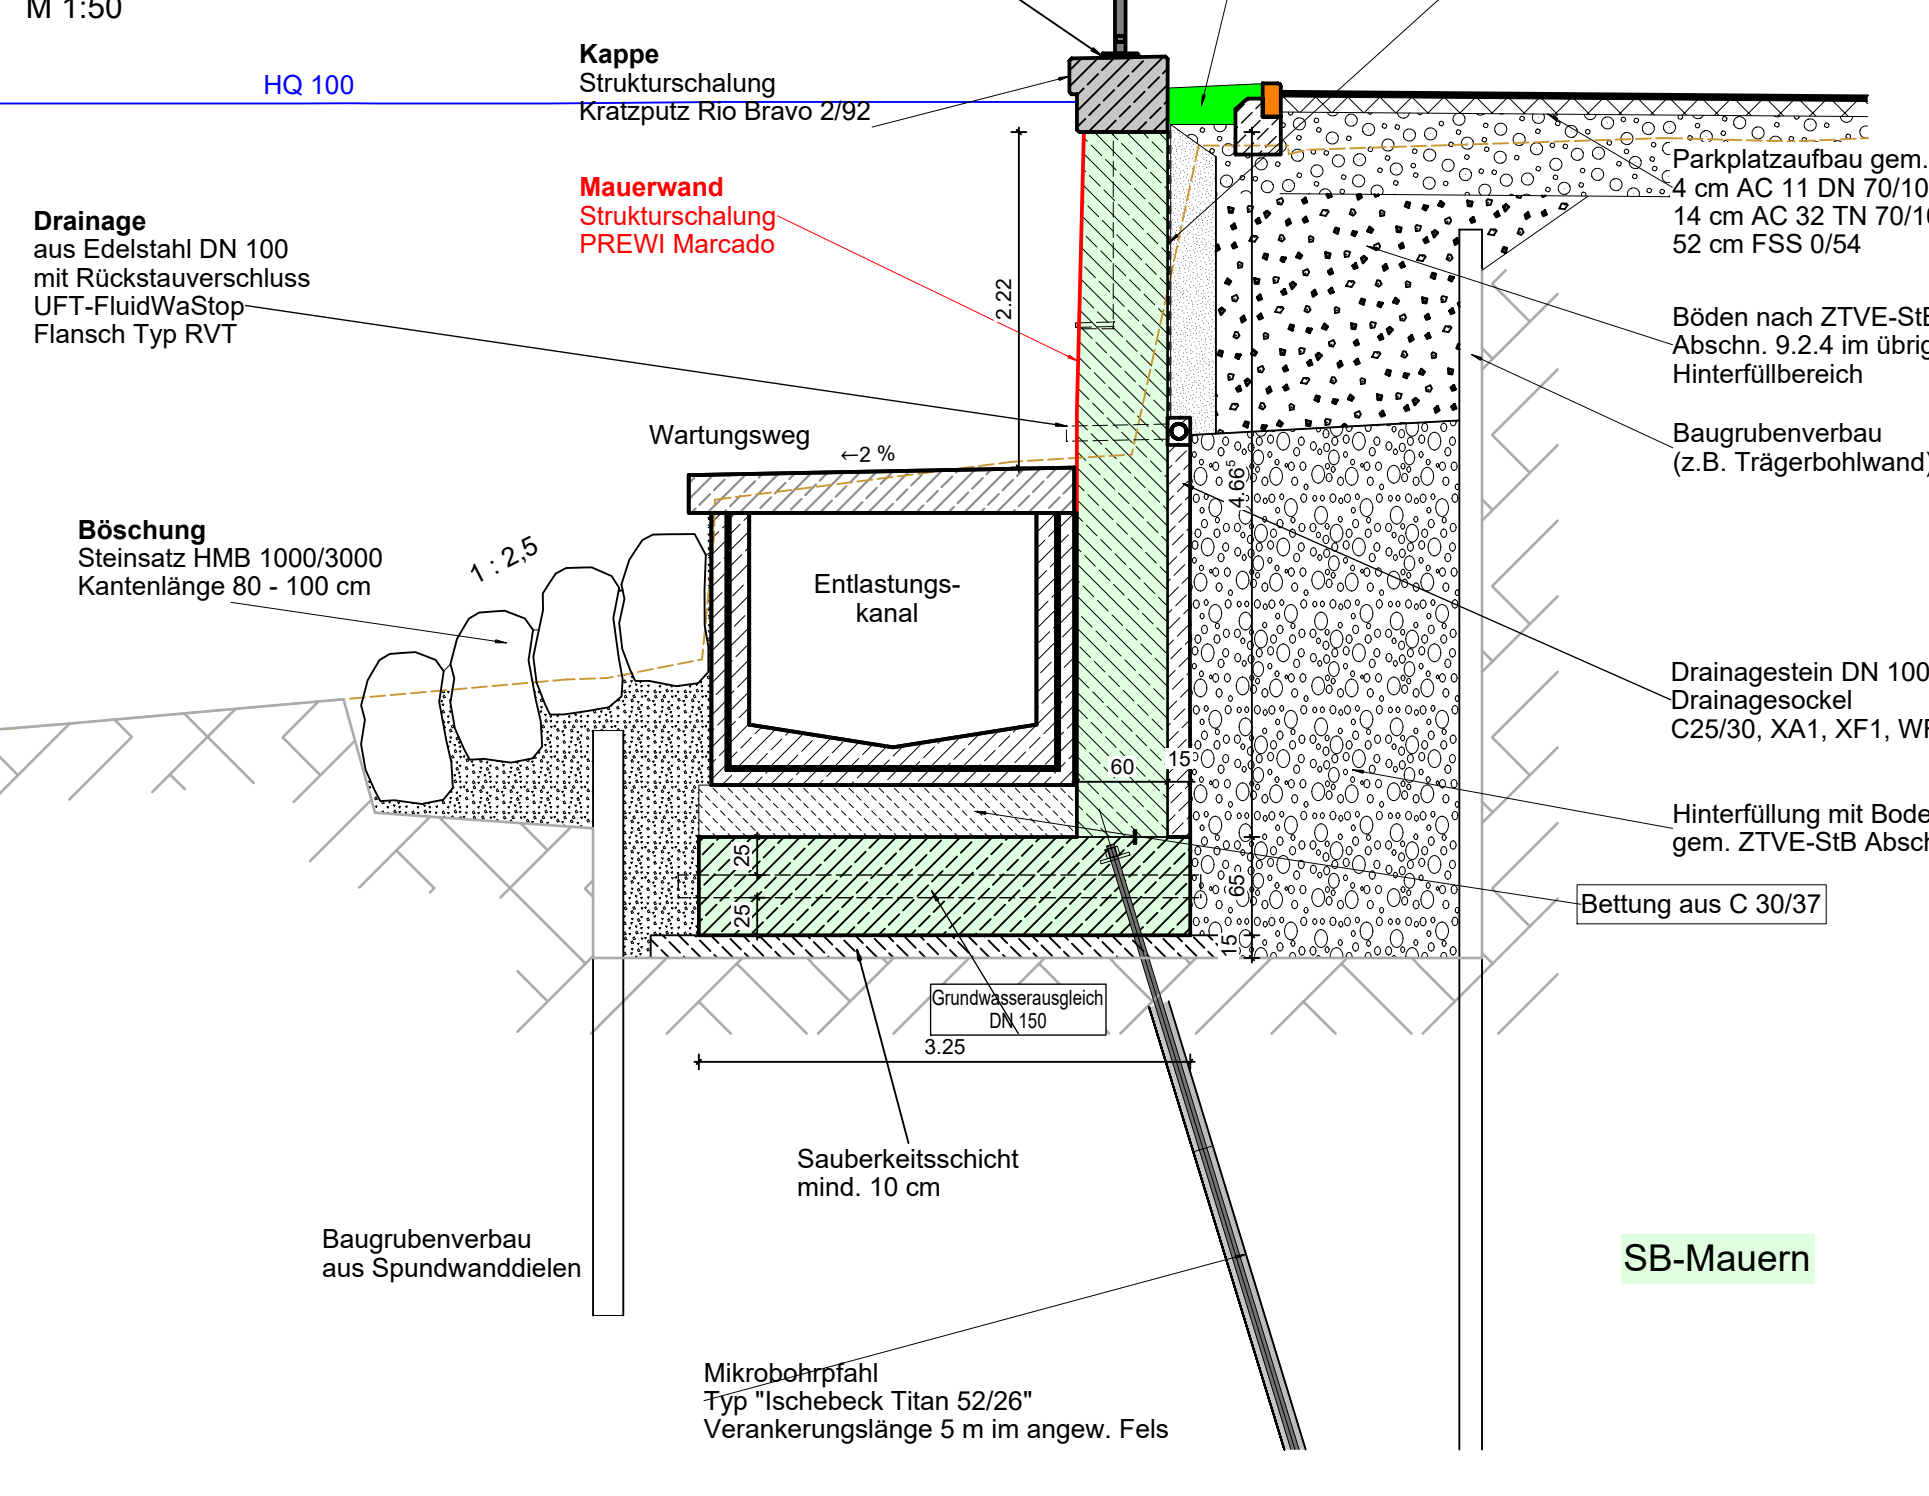 M 1:50
HQ 100
Kappe
Strukturschalung
Kratzputz Rio Bravo 2/92
Mauerwand
Strukturschalung
PREWI Marcado
Drainage
aus Edelstahl DN 100
mit Rückstauverschluss
UFT-FluidWaStop
Flansch Typ RVT
Parkplatzaufbau gem.
4 cm AC 11 DN 70/10
14 cm AC 32 TN 70/10
52 cm FSS 0/54
2.22
Böden nach ZTVE-StB
Abschn. 9.2.4 im übrig
Hinterfüllbereich
Wartungsweg
←2 %
Baugrubenverbau
(z.B. Trägerbohlwand)
4.66⁵
Böschung
Steinsatz HMB 1000/3000
Kantenlänge 80 - 100 cm
1 : 2,5
Entlastungs-
kanal
Drainagestein DN 100
Drainagesockel
C25/30, XA1, XF1, WF
60
15
Hinterfüllung mit Bode
gem. ZTVE-StB Absch
25
65
25
15
Bettung aus C 30/37
Grundwasserausgleich
DN 150
3.25
Sauberkeitsschicht
mind. 10 cm
Baugrubenverbau
aus Spundwanddielen
SB-Mauern
Mikrobohrpfahl
Typ "Ischebeck Titan 52/26"
Verankerungslänge 5 m im angew. Fels